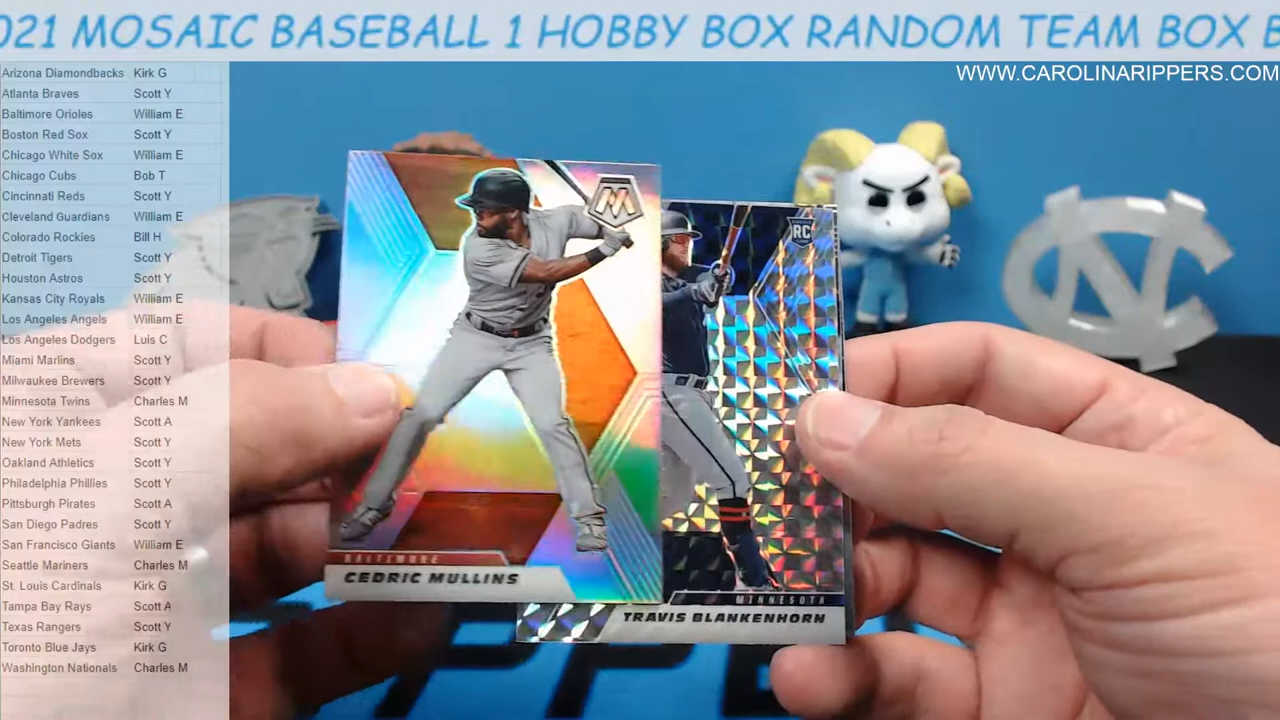 021 MOSAIC BASEBALL 1 HOBBY BOX RANDOM TEAM BOX B
WWW.CAROLINARIPPERS.COM
Arizona Diamondbacks Kirk G
Atlanta Braves Scott Y
Baltimore Orioles William E
Boston Red Sox Scott Y
Chicago White Sox William E
Chicago Cubs Bob T
Cincinnati Reds Scott Y
Cleveland Guardians William E
Colorado Rockies Bill H
Detroit Tigers Scott Y
Houston Astros Scott Y
Kansas City Royals William E
Los Angeles Angels William E
Los Angeles Dodgers Luis C
Miami Marlins Scott Y
Milwaukee Brewers Scott Y
Minnesota Twins Charles M
New York Yankees Scott A
New York Mets Scott Y
Oakland Athletics Scott Y
Philadelphia Phillies Scott Y
Pittsburgh Pirates Scott A
San Diego Padres Scott Y
San Francisco Giants William E
Seattle Mariners Charles M
St. Louis Cardinals Kirk G
Tampa Bay Rays Scott A
Texas Rangers Scott Y
Toronto Blue Jays Kirk G
Washington Nationals Charles M
M
BALTIMORE
CEDRIC MULLINS
RC
MINNESOTA
TRAVIS BLANKENHORN
NC